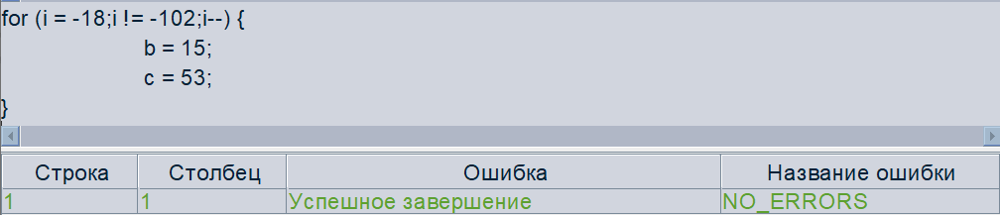 for (i = -18;i != -102;i--) {
b = 15;
c = 53;
}
Строка Столбец Ошибка Название ошибки
1 1 Успешное завершение NO_ERRORS